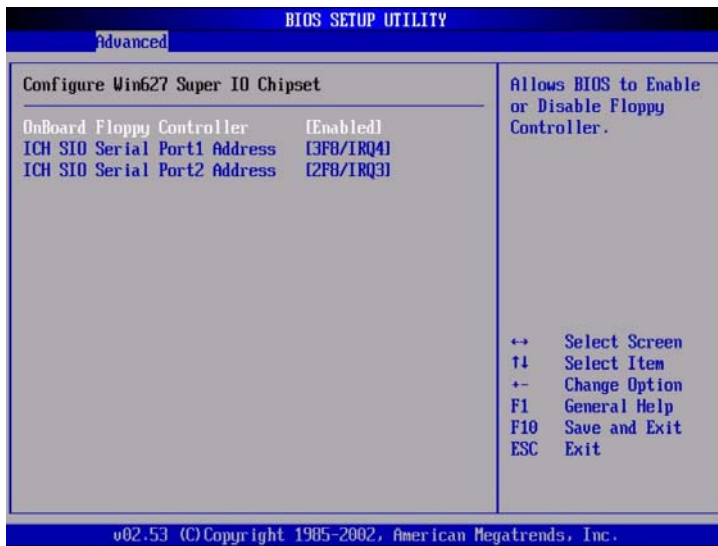 BIOS SETUP UTILITY
Advanced
Configure Win627 Super IO Chipset
OnBoard Floppy Controller [Enabled]
ICH SIO Serial Port1 Address [3F8/IRQ4]
ICH SIO Serial Port2 Address [2F8/IRQ3]
Allows BIOS to Enable
or Disable Floppy
Controller.
↔ Select Screen
↑↓ Select Item
+- Change Option
F1 General Help
F10 Save and Exit
ESC Exit
v02.53 (C)Copyright 1985-2002, American Megatrends, Inc.